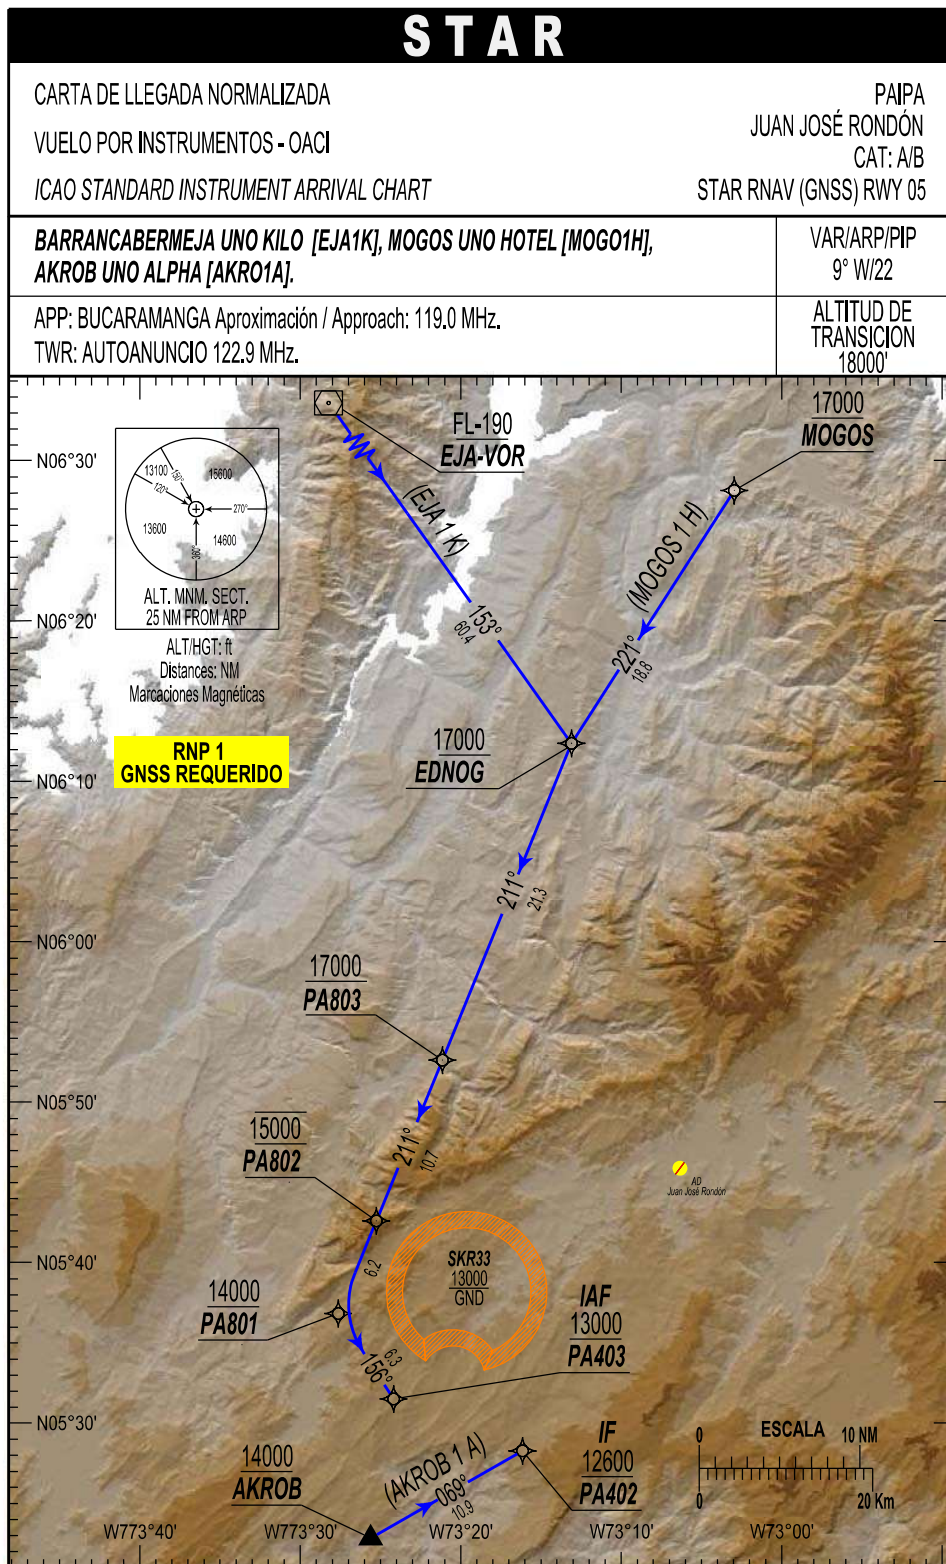 STAR
CARTA DE LLEGADA NORMALIZADA
VUELO POR INSTRUMENTOS - OACI
ICAO STANDARD INSTRUMENT ARRIVAL CHART
PAIPA
JUAN JOSÉ RONDÓN
CAT: A/B
STAR RNAV (GNSS) RWY 05
BARRANCABERMEJA UNO KILO [EJA1K], MOGOS UNO HOTEL [MOGO1H],
AKROB UNO ALPHA [AKRO1A].
VAR/ARP/PIP
9° W/22
APP: BUCARAMANGA Aproximación / Approach: 119.0 MHz.
TWR: AUTOANUNCIO 122.9 MHz.
ALTITUD DE
TRANSICION
18000'
17000
MOGOS
FL-190
EJA-VOR
N06°30'
13100
15600
150°
120°
270°
13600
14600
360°
ALT. MNM. SECT.
25 NM FROM ARP
ALT/HGT: ft
Distances: NM
Marcaciones Magnéticas
(EJA 1 K)
(MOGOS 1 H)
N06°20'
153°
60.4
221°
18.8
RNP 1
GNSS REQUERIDO
17000
EDNOG
N06°10'
211°
21.3
N06°00'
17000
PA803
N05°50'
15000
PA802
211°
10.7
AD
Juan José Rondón
N05°40'
6.2
SKR33
13000
GND
14000
PA801
IAF
13000
PA403
6.3
156°
N05°30'
IF
12600
PA402
ESCALA
0
10 NM
0
20 Km
14000
AKROB
(AKROB 1 A)
069°
10.9
W773°40'
W773°30'
W773°20'
W773°10'
W773°00'